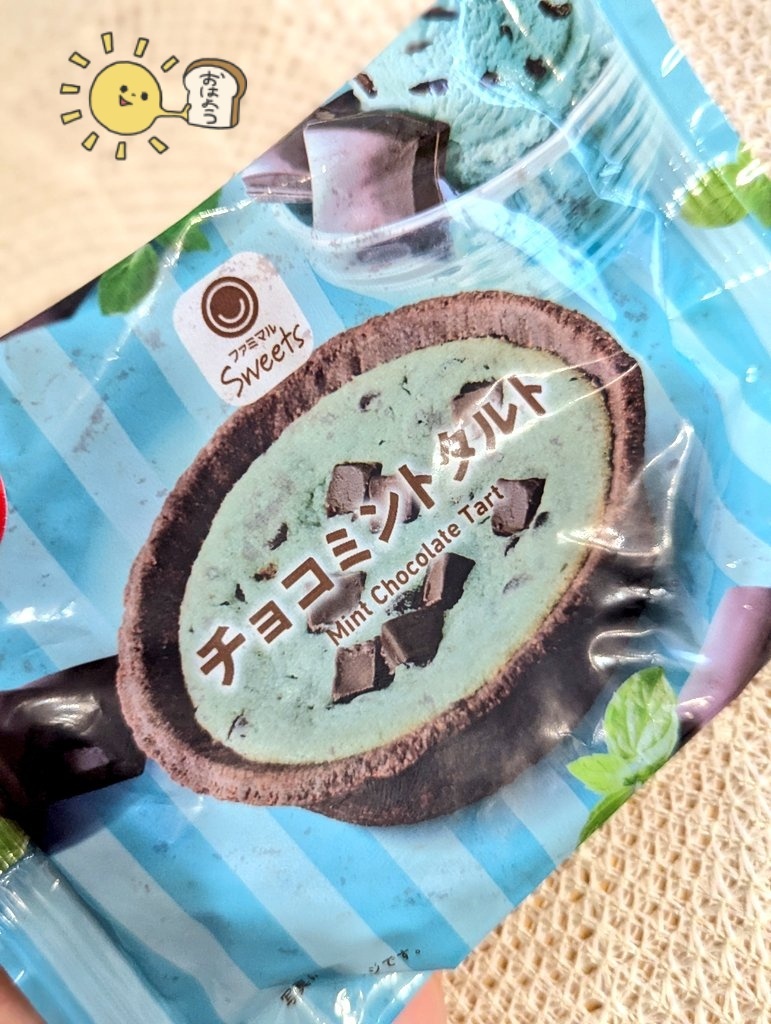 おはよう
ファミマル
Sweets
チョコミントタルト
Mint Chocolate Tart